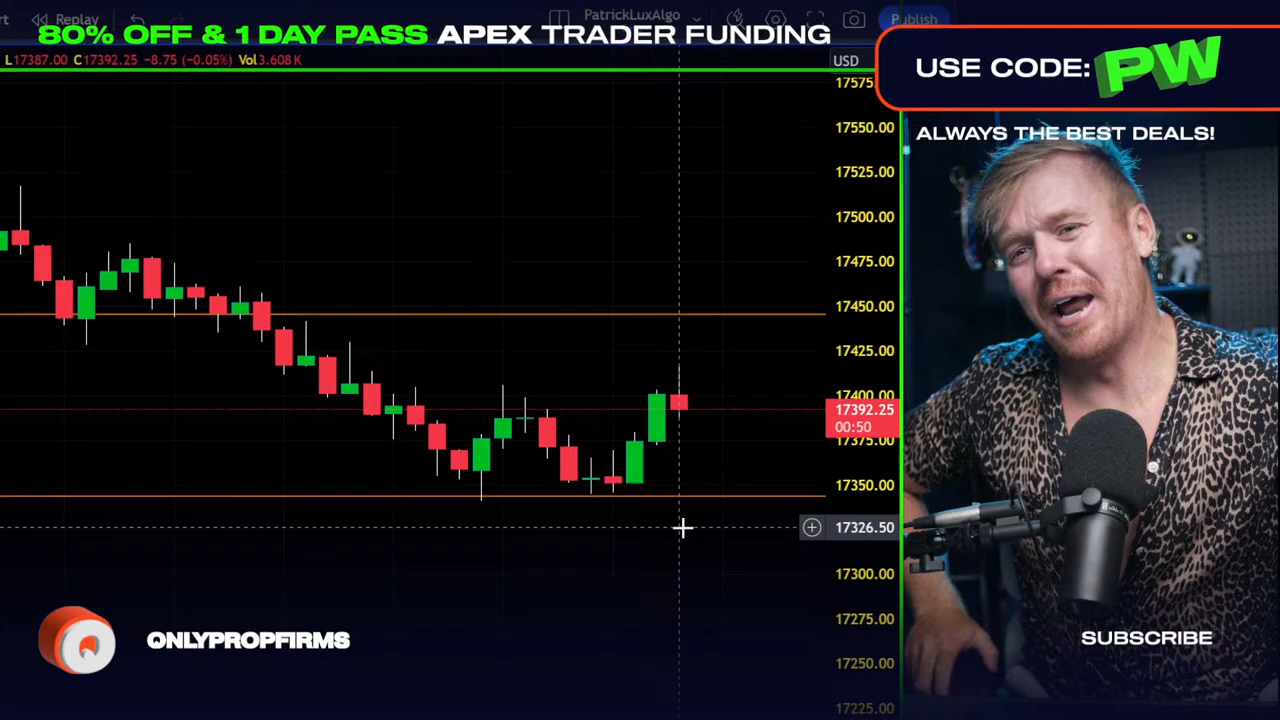 rt Replay PatrickLuxAlgo Publish
80% OFF & 1 DAY PASS APEX TRADER FUNDING
L17387.00 C17392.25 −8.75 (−0.05%) Vol3.608K
USD
USE CODE: PW
ALWAYS THE BEST DEALS!
17575
17550.00
17525.00
17500.00
17475.00
17450.00
17425.00
17400.00
17392.25
00:50
17375.00
17350.00
17326.50
17300.00
17275.00
17250.00
17225.00
ONLYPROPFIRMS
SUBSCRIBE